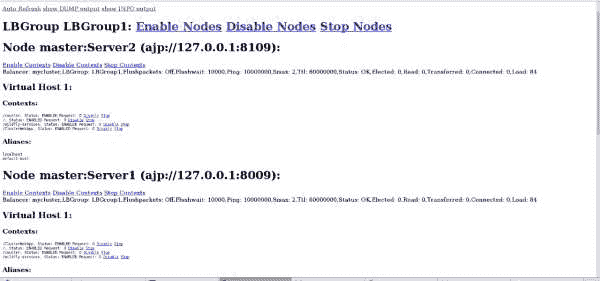 Auto Refresh show DUMP output show INFO output
LBGroup LBGroup1: Enable Nodes Disable Nodes Stop Nodes
Node master:Server2 (ajp://127.0.0.1:8109):
Enable Contexts Disable Contexts Stop Contexts
Balancer: mycluster,LBGroup: LBGroup1,Flushpackets: Off,Flushwait: 10000,Ping: 10000000,Smax: 2,Ttl: 60000000,Status: OK,Elected: 0,Read: 0,Transferred: 0,Connected: 0,Load: 84
Virtual Host 1:
Contexts:
/counter, Status: ENABLED Request: 0 Disable Stop
/, Status: ENABLED Request: 0 Disable Stop
/wildfly-services, Status: ENABLED Request: 0 Disable Stop
/ClusterWebApp, Status: ENABLED Request: 0 Disable Stop
Aliases:
localhost
default-host
Node master:Server1 (ajp://127.0.0.1:8009):
Enable Contexts Disable Contexts Stop Contexts
Balancer: mycluster,LBGroup: LBGroup1,Flushpackets: Off,Flushwait: 10000,Ping: 10000000,Smax: 2,Ttl: 60000000,Status: OK,Elected: 0,Read: 0,Transferred: 0,Connected: 0,Load: 84
Virtual Host 1:
Contexts:
/ClusterWebApp, Status: ENABLED Request: 0 Disable Stop
/, Status: ENABLED Request: 0 Disable Stop
/counter, Status: ENABLED Request: 0 Disable Stop
/wildfly-services, Status: ENABLED Request: 0 Disable Stop
Aliases: